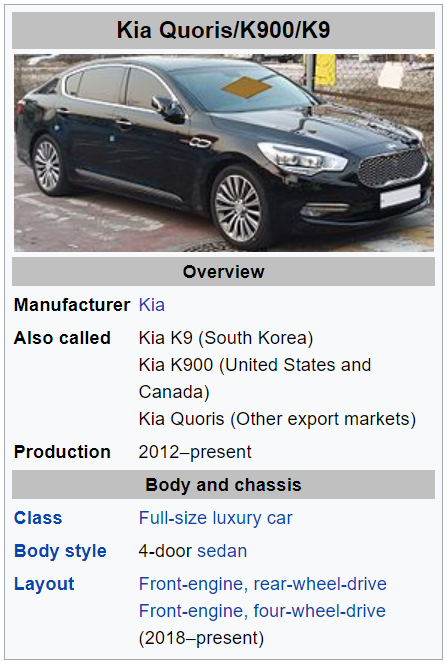 Kia Quoris/K900/K9
Overview
Manufacturer Kia
Also called Kia K9 (South Korea)
Kia K900 (United States and
Canada)
Kia Quoris (Other export markets)
Production 2012–present
Body and chassis
Class Full-size luxury car
Body style 4-door sedan
Layout Front-engine, rear-wheel-drive
Front-engine, four-wheel-drive
(2018–present)